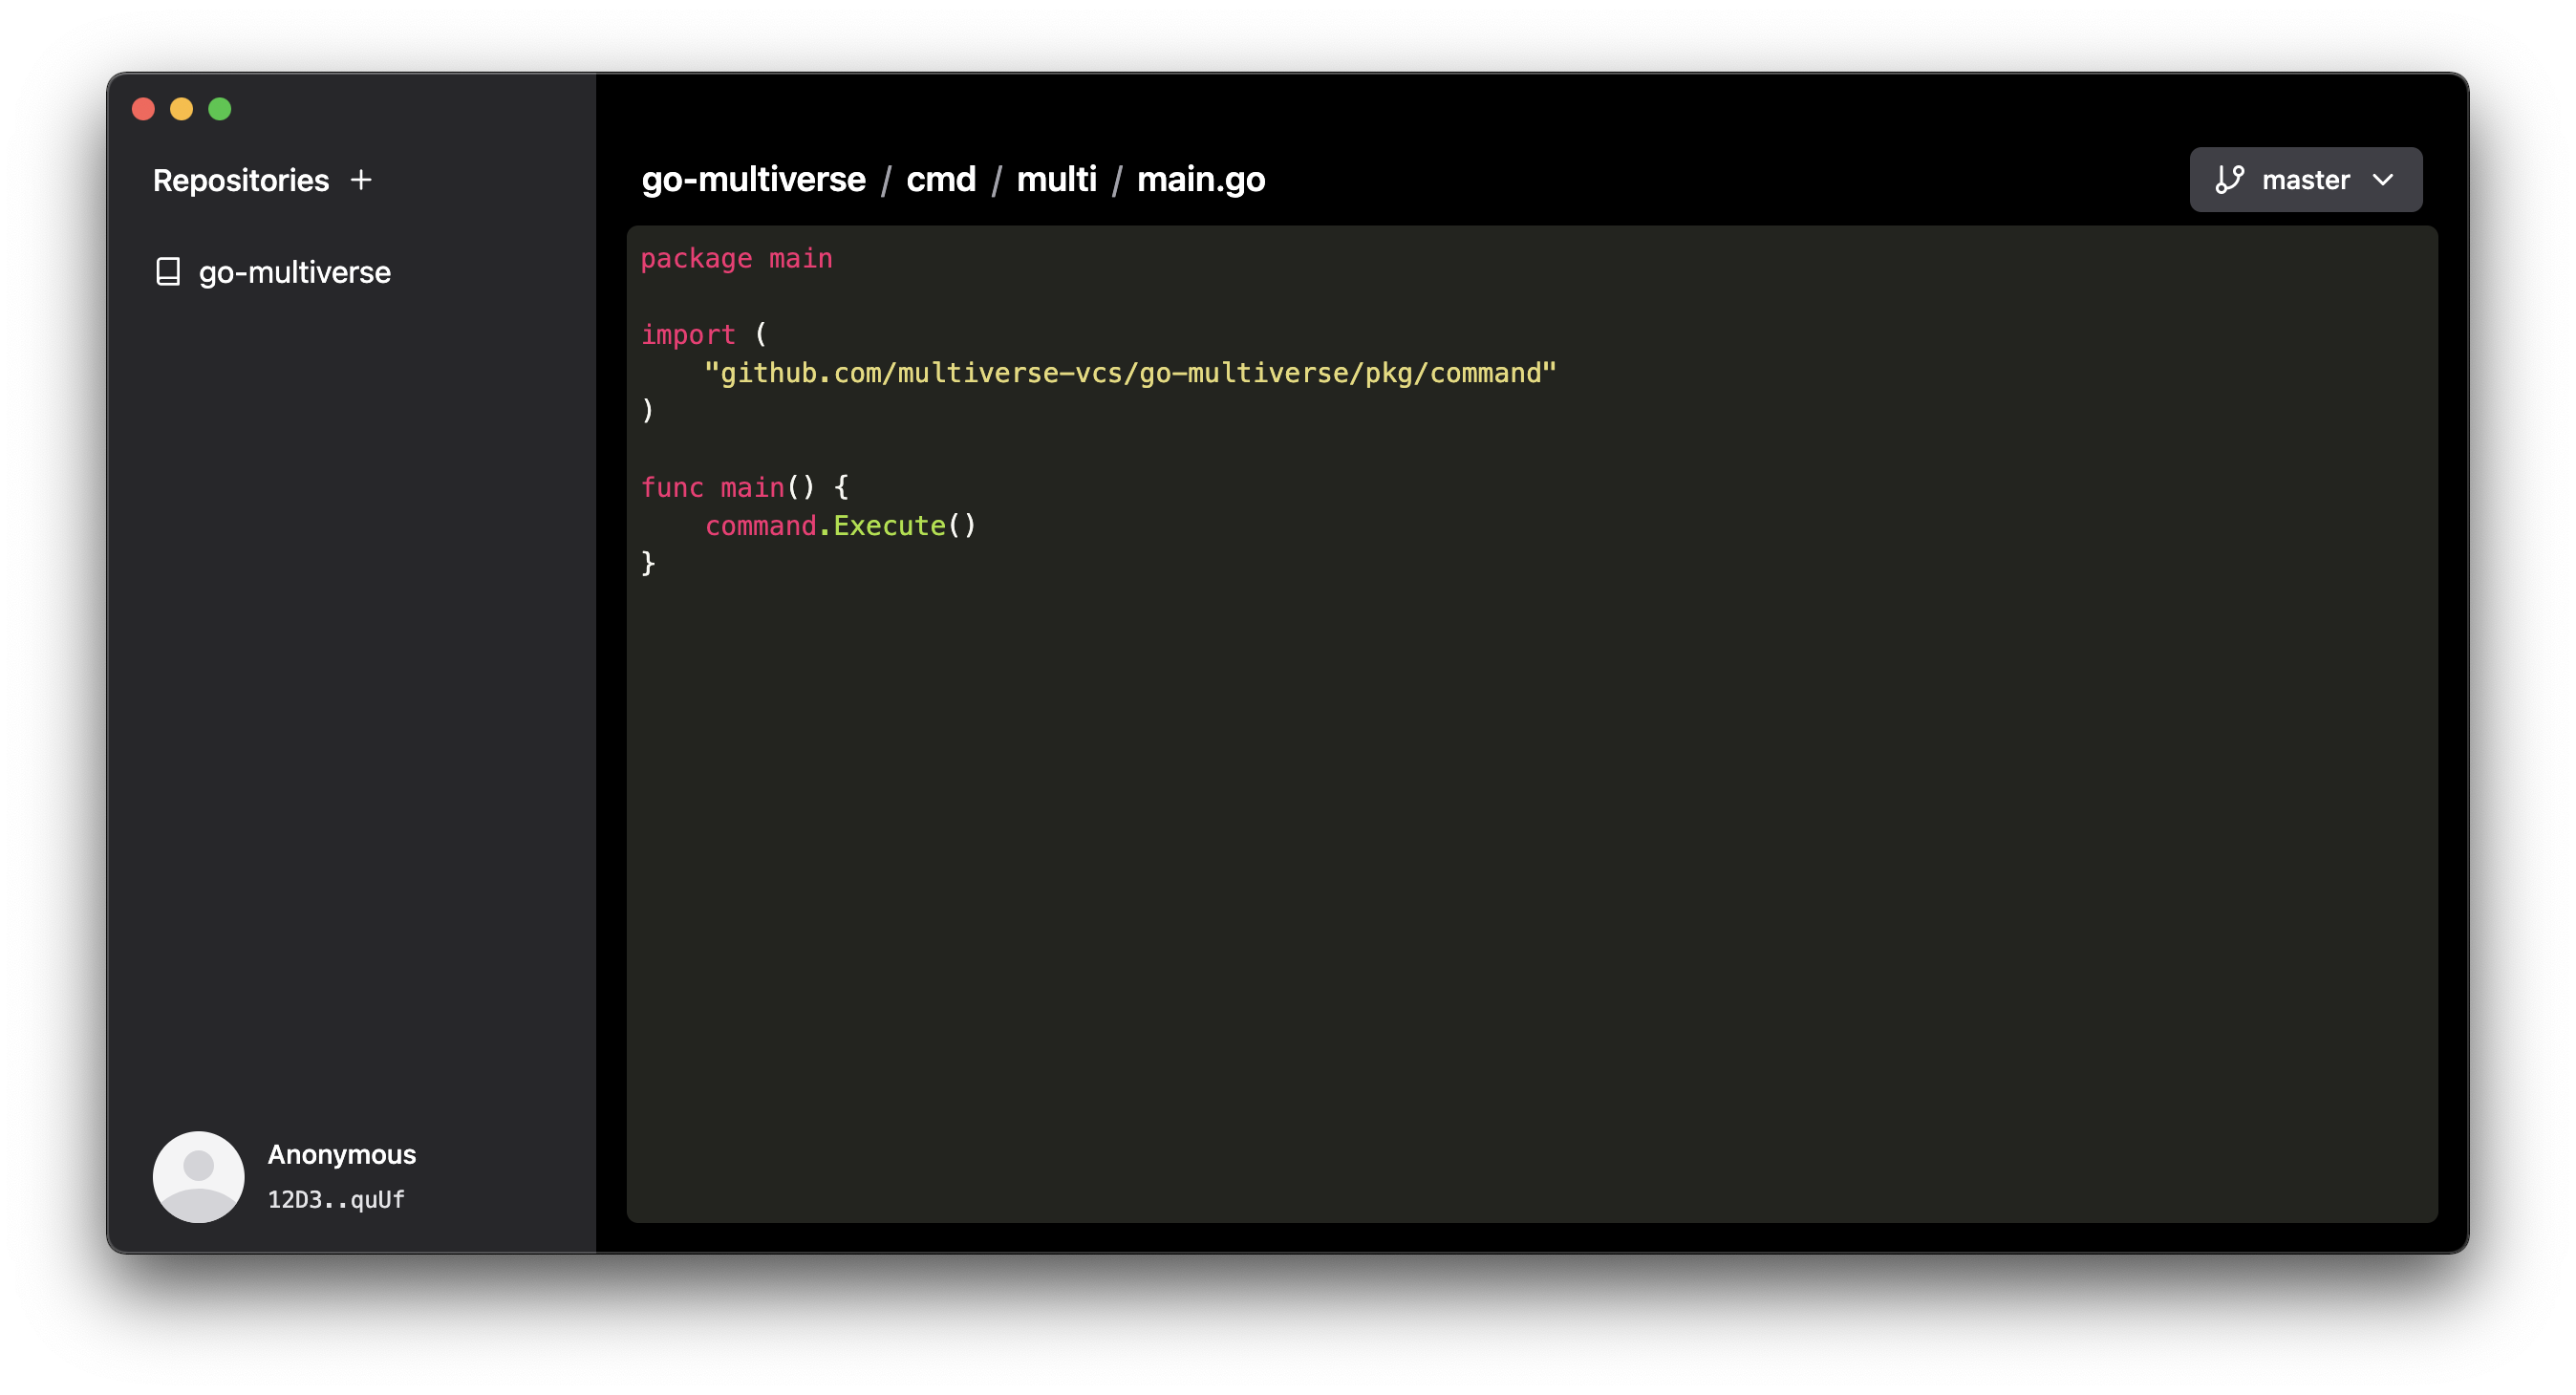 Repositories +
go-multiverse
Anonymous
12D3..quUf
go-multiverse / cmd / multi / main.go
master
package main

import (
    "github.com/multiverse-vcs/go-multiverse/pkg/command"
)

func main() {
    command.Execute()
}